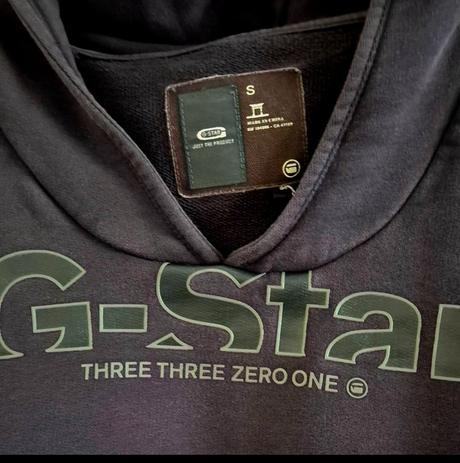 S
G-STAR
JUST THE PRODUCT
MADE IN CHINA
G-Star
THREE THREE ZERO ONE